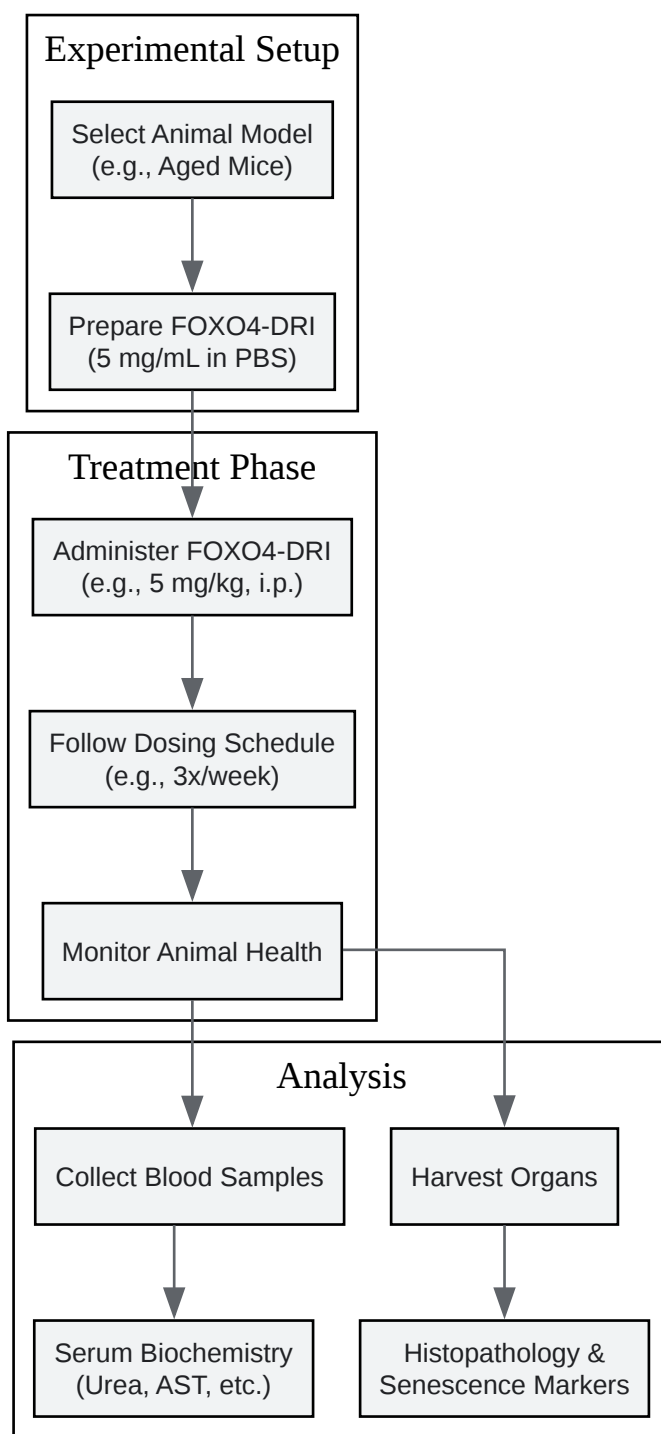 Experimental Setup
Select Animal Model
(e.g., Aged Mice)
Prepare FOXO4-DRI
(5 mg/mL in PBS)
Treatment Phase
Administer FOXO4-DRI
(e.g., 5 mg/kg, i.p.)
Follow Dosing Schedule
(e.g., 3x/week)
Monitor Animal Health
Analysis
Collect Blood Samples
Harvest Organs
Serum Biochemistry
(Urea, AST, etc.)
Histopathology &
Senescence Markers